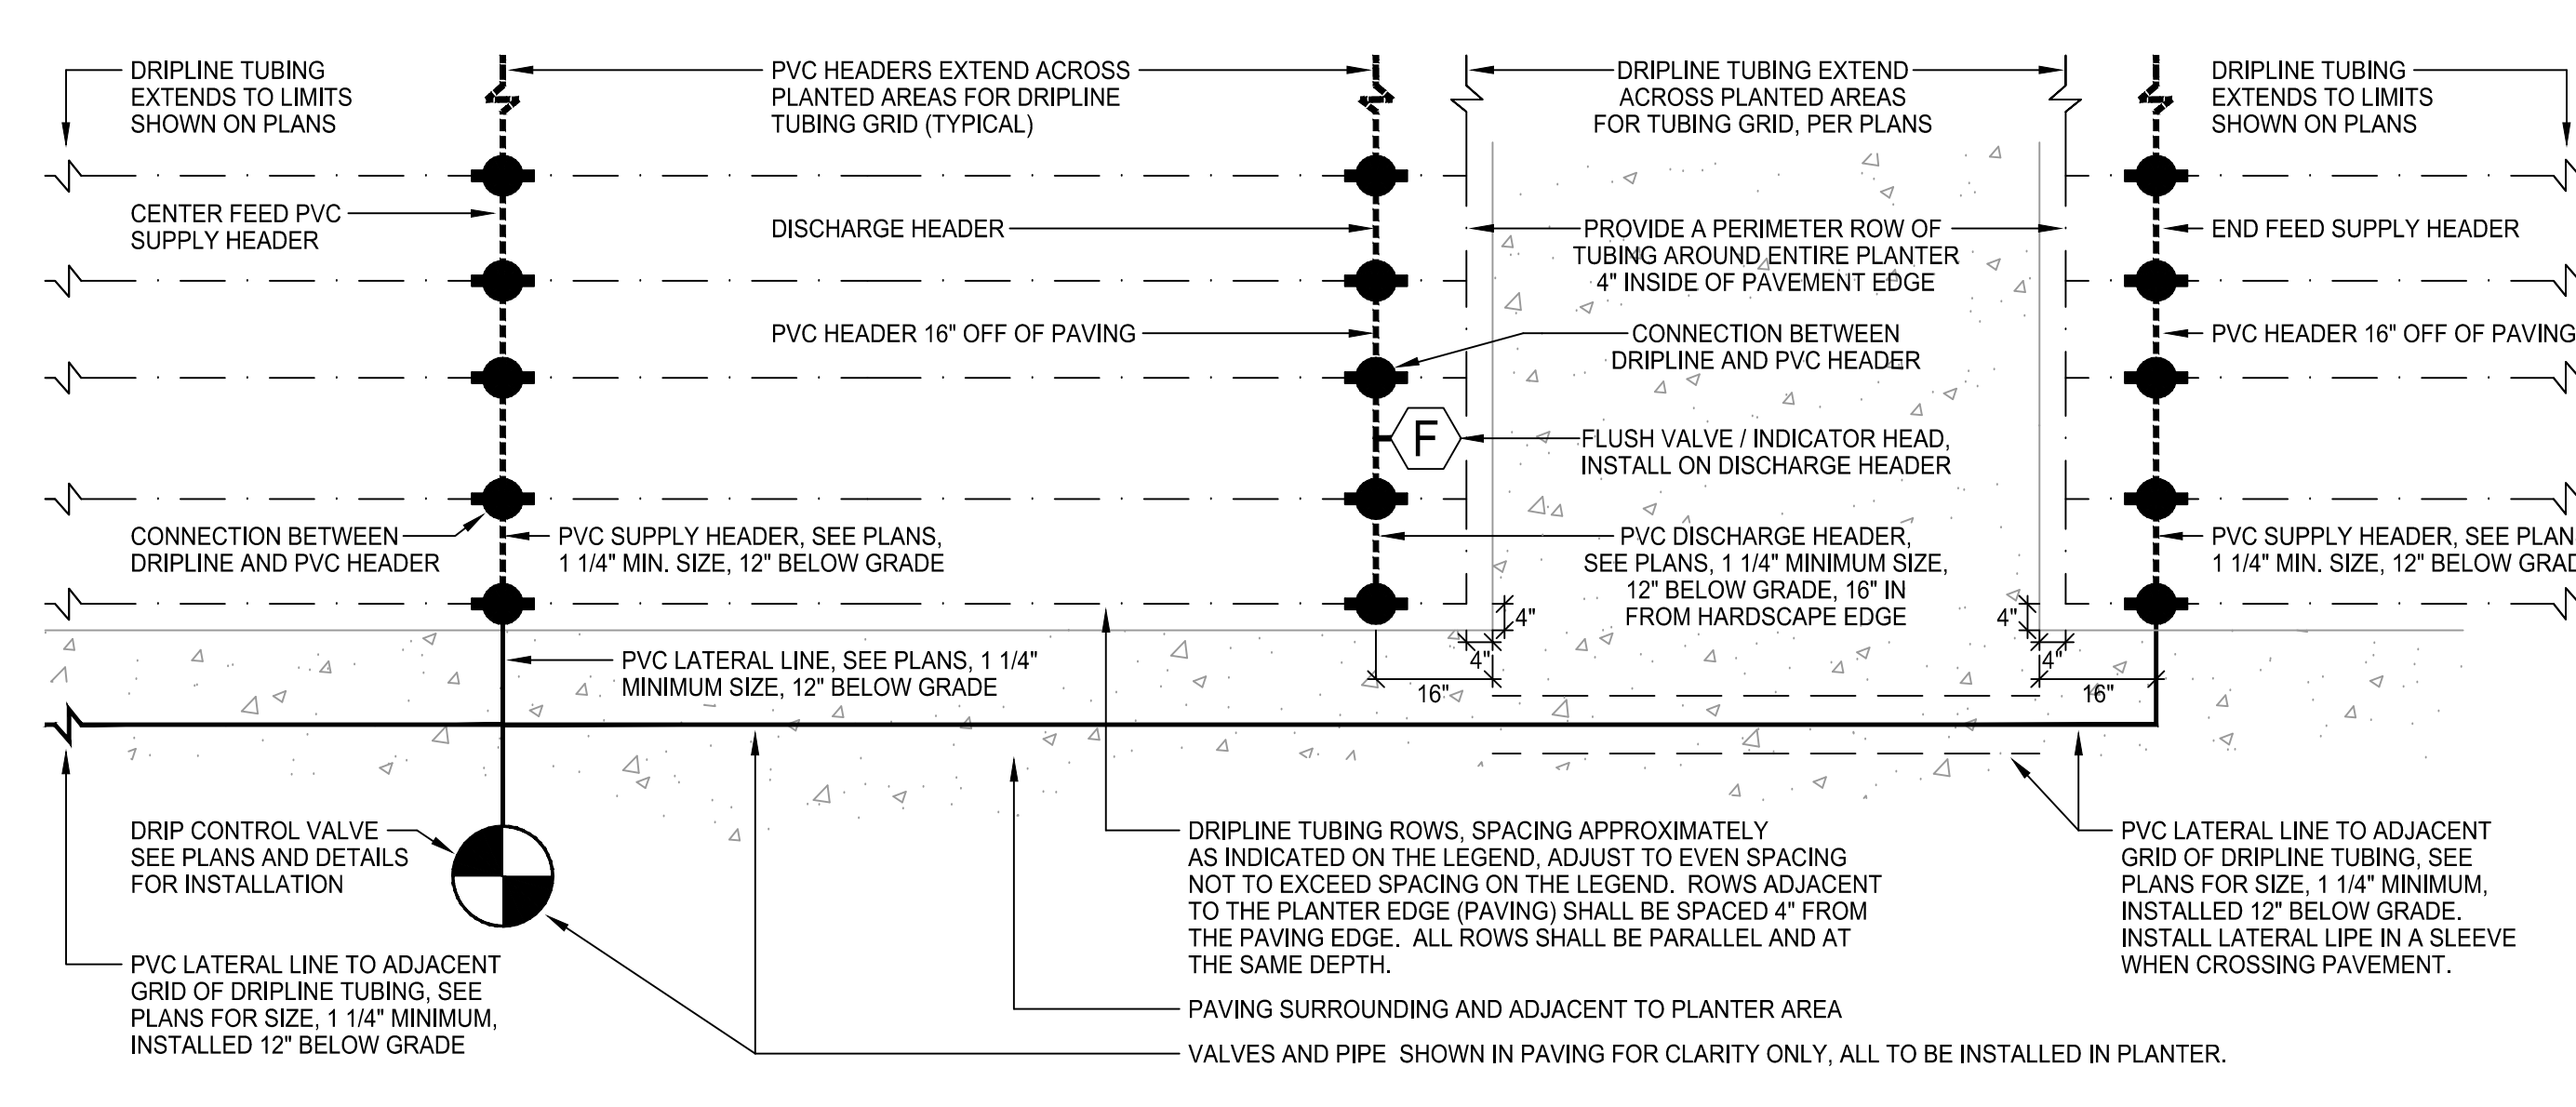 DRIPLINE TUBING
EXTENDS TO LIMITS
SHOWN ON PLANS
PVC HEADERS EXTEND ACROSS
PLANTED AREAS FOR DRIPLINE
TUBING GRID (TYPICAL)
DRIPLINE TUBING EXTEND
ACROSS PLANTED AREAS
FOR TUBING GRID, PER PLANS
DRIPLINE TUBING
EXTENDS TO LIMITS
SHOWN ON PLANS
CENTER FEED PVC
SUPPLY HEADER
DISCHARGE HEADER
PROVIDE A PERIMETER ROW OF
TUBING AROUND ENTIRE PLANTER
4" INSIDE OF PAVEMENT EDGE
END FEED SUPPLY HEADER
PVC HEADER 16" OFF OF PAVING
CONNECTION BETWEEN
DRIPLINE AND PVC HEADER
PVC HEADER 16" OFF OF PAVING
F
FLUSH VALVE / INDICATOR HEAD,
INSTALL ON DISCHARGE HEADER
CONNECTION BETWEEN
DRIPLINE AND PVC HEADER
PVC SUPPLY HEADER, SEE PLANS,
1 1/4" MIN. SIZE, 12" BELOW GRADE
PVC DISCHARGE HEADER,
SEE PLANS, 1 1/4" MINIMUM SIZE,
12" BELOW GRADE, 16" IN
FROM HARDSCAPE EDGE
PVC SUPPLY HEADER, SEE PLAN
1 1/4" MIN. SIZE, 12" BELOW GRAD
4"
4"
PVC LATERAL LINE, SEE PLANS, 1 1/4"
MINIMUM SIZE, 12" BELOW GRADE
4"
4"
16"
16"
DRIP CONTROL VALVE
SEE PLANS AND DETAILS
FOR INSTALLATION
DRIPLINE TUBING ROWS, SPACING APPROXIMATELY
AS INDICATED ON THE LEGEND, ADJUST TO EVEN SPACING
NOT TO EXCEED SPACING ON THE LEGEND. ROWS ADJACENT
TO THE PLANTER EDGE (PAVING) SHALL BE SPACED 4" FROM
THE PAVING EDGE. ALL ROWS SHALL BE PARALLEL AND AT
THE SAME DEPTH.
PVC LATERAL LINE TO ADJACENT
GRID OF DRIPLINE TUBING, SEE
PLANS FOR SIZE, 1 1/4" MINIMUM,
INSTALLED 12" BELOW GRADE.
INSTALL LATERAL LIPE IN A SLEEVE
WHEN CROSSING PAVEMENT.
PVC LATERAL LINE TO ADJACENT
GRID OF DRIPLINE TUBING, SEE
PLANS FOR SIZE, 1 1/4" MINIMUM,
INSTALLED 12" BELOW GRADE
PAVING SURROUNDING AND ADJACENT TO PLANTER AREA
VALVES AND PIPE SHOWN IN PAVING FOR CLARITY ONLY, ALL TO BE INSTALLED IN PLANTER.